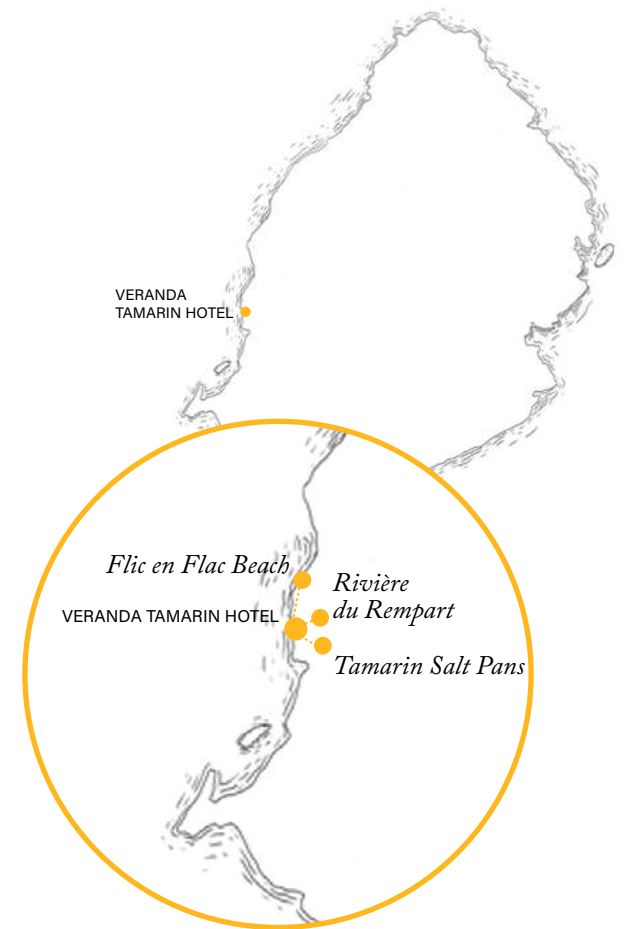 VERANDA
TAMARIN HOTEL
Flic en Flac Beach
Rivière
du Rempart
VERANDA TAMARIN HOTEL
Tamarin Salt Pans